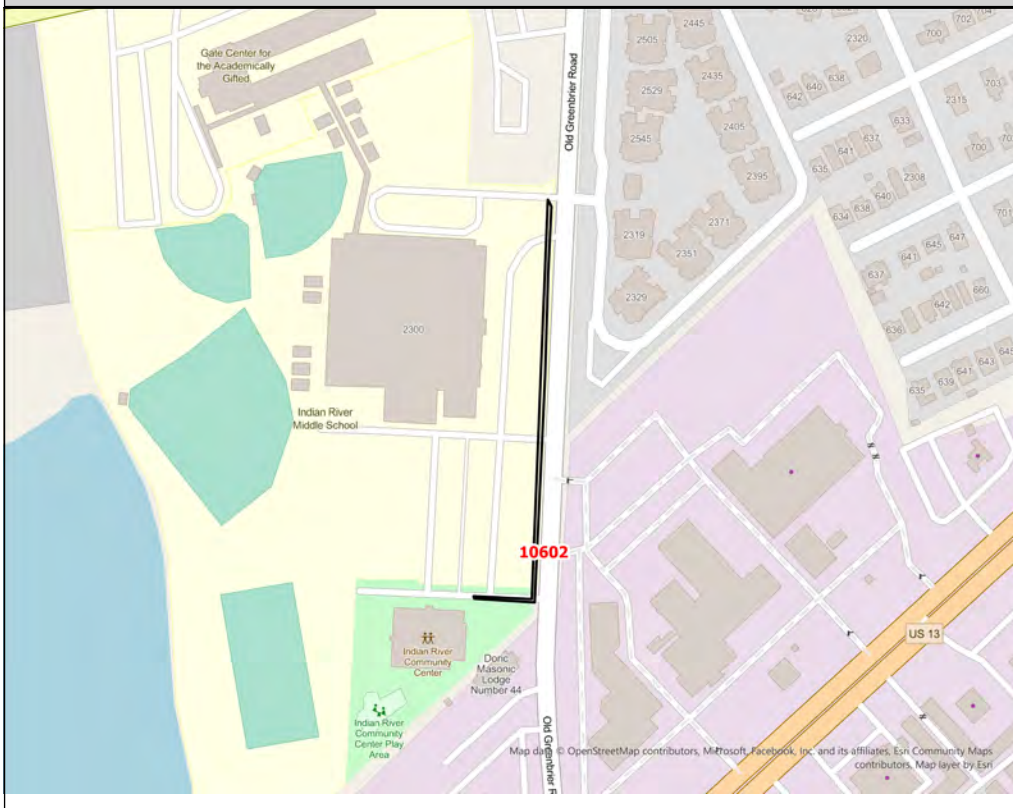 Gate Center for
the Academically
Gifted
Old Greenbrier Road
2445
2505
2435
2529
2405
2545
2395
2371
2319
2351
2329
702
704
700
2320
638
640
642
703
2315
633
637
641
635
700
2308
640
638
634
701
647
645
641
637
660
642
636
645
643
641
639
635
2300
Indian River
Middle School
10602
US 13
Indian River
Community
Center
Doric
Masonic
Lodge
Number 44
Indian River
Community
Center Play
Area
Old Greenbrier R
Map data © OpenStreetMap contributors, Microsoft, Facebook, Inc. and its affiliates, Esri Community Maps
contributors, Map layer by Esri